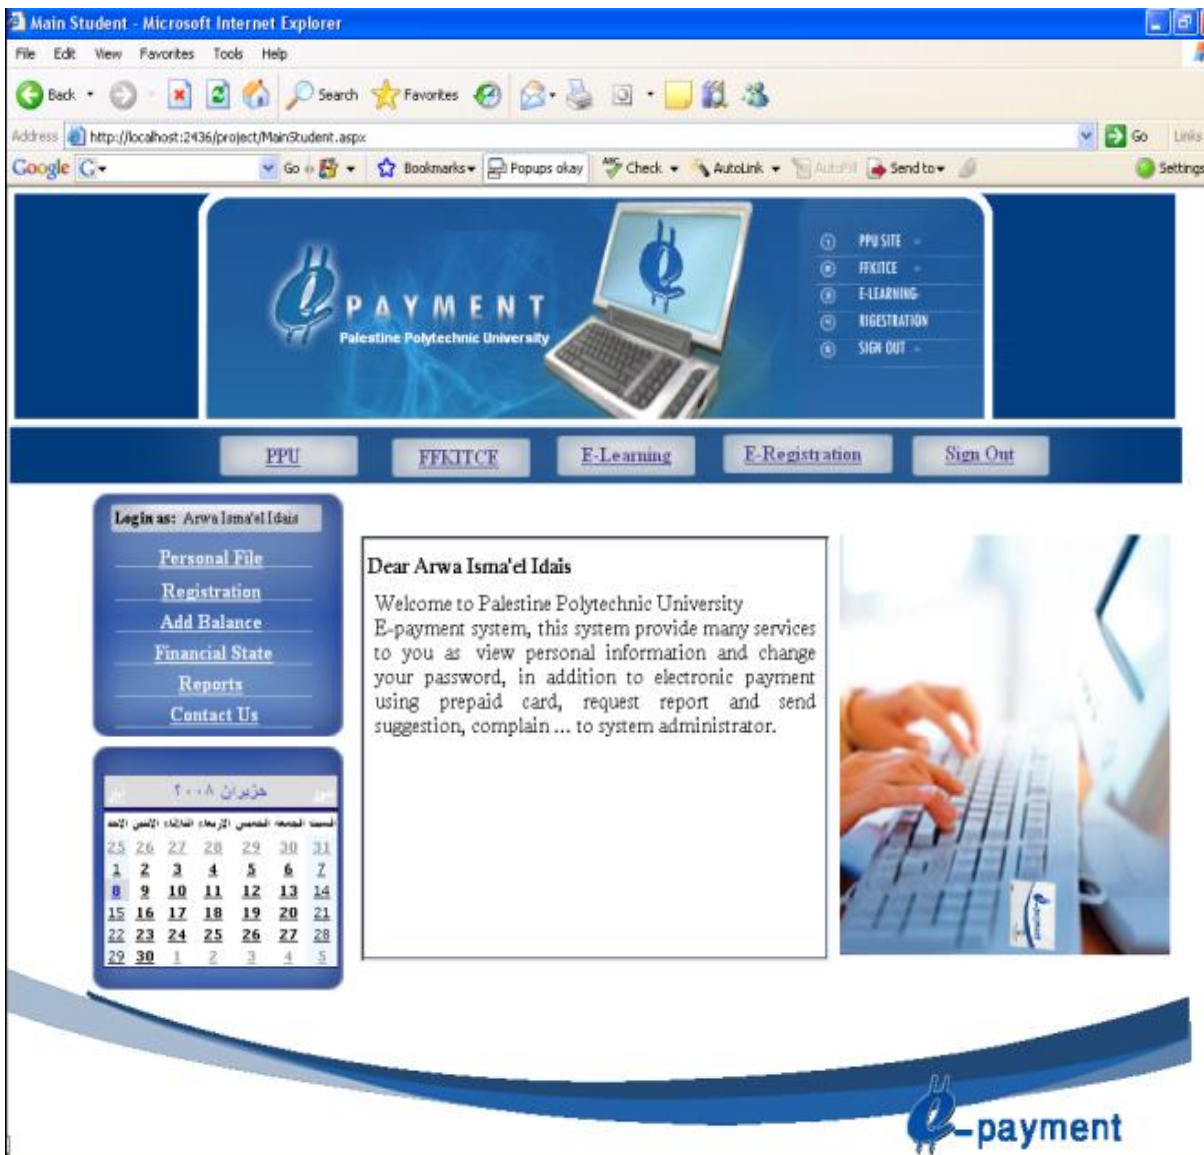 Main Student - Microsoft Internet Explorer
File Edit View Favorites Tools Help
Back Search Favorites
Address http://localhost:2436/project/MainStudent.aspx Go Links
Google G Go Bookmarks Popups okay Check AutoLink AutoFill Send to Settings
e PAYMENT
Palestine Polytechnic University
PPU SITE
FFKITCE
E-LEARNING
RIGESTRATION
SIGN OUT
PPU FFKITCE E-Learning E-Registration Sign Out
Login as: Arwa Isma'el Idais
Personal File
Registration
Add Balance
Financial State
Reports
Contact Us
حزيران ٢٠٠٨
الاحد الاثنين الثلاثاء الاربعاء الخميس الجمعة السبت
25 26 27 28 29 30 31
1 2 3 4 5 6 7
8 9 10 11 12 13 14
15 16 17 18 19 20 21
22 23 24 25 26 27 28
29 30 1 2 3 4 5
Dear Arwa Isma'el Idais
Welcome to Palestine Polytechnic University
E-payment system, this system provide many services
to you as view personal information and change
your password, in addition to electronic payment
using prepaid card, request report and send
suggestion, complain ... to system administrator.
e-payment